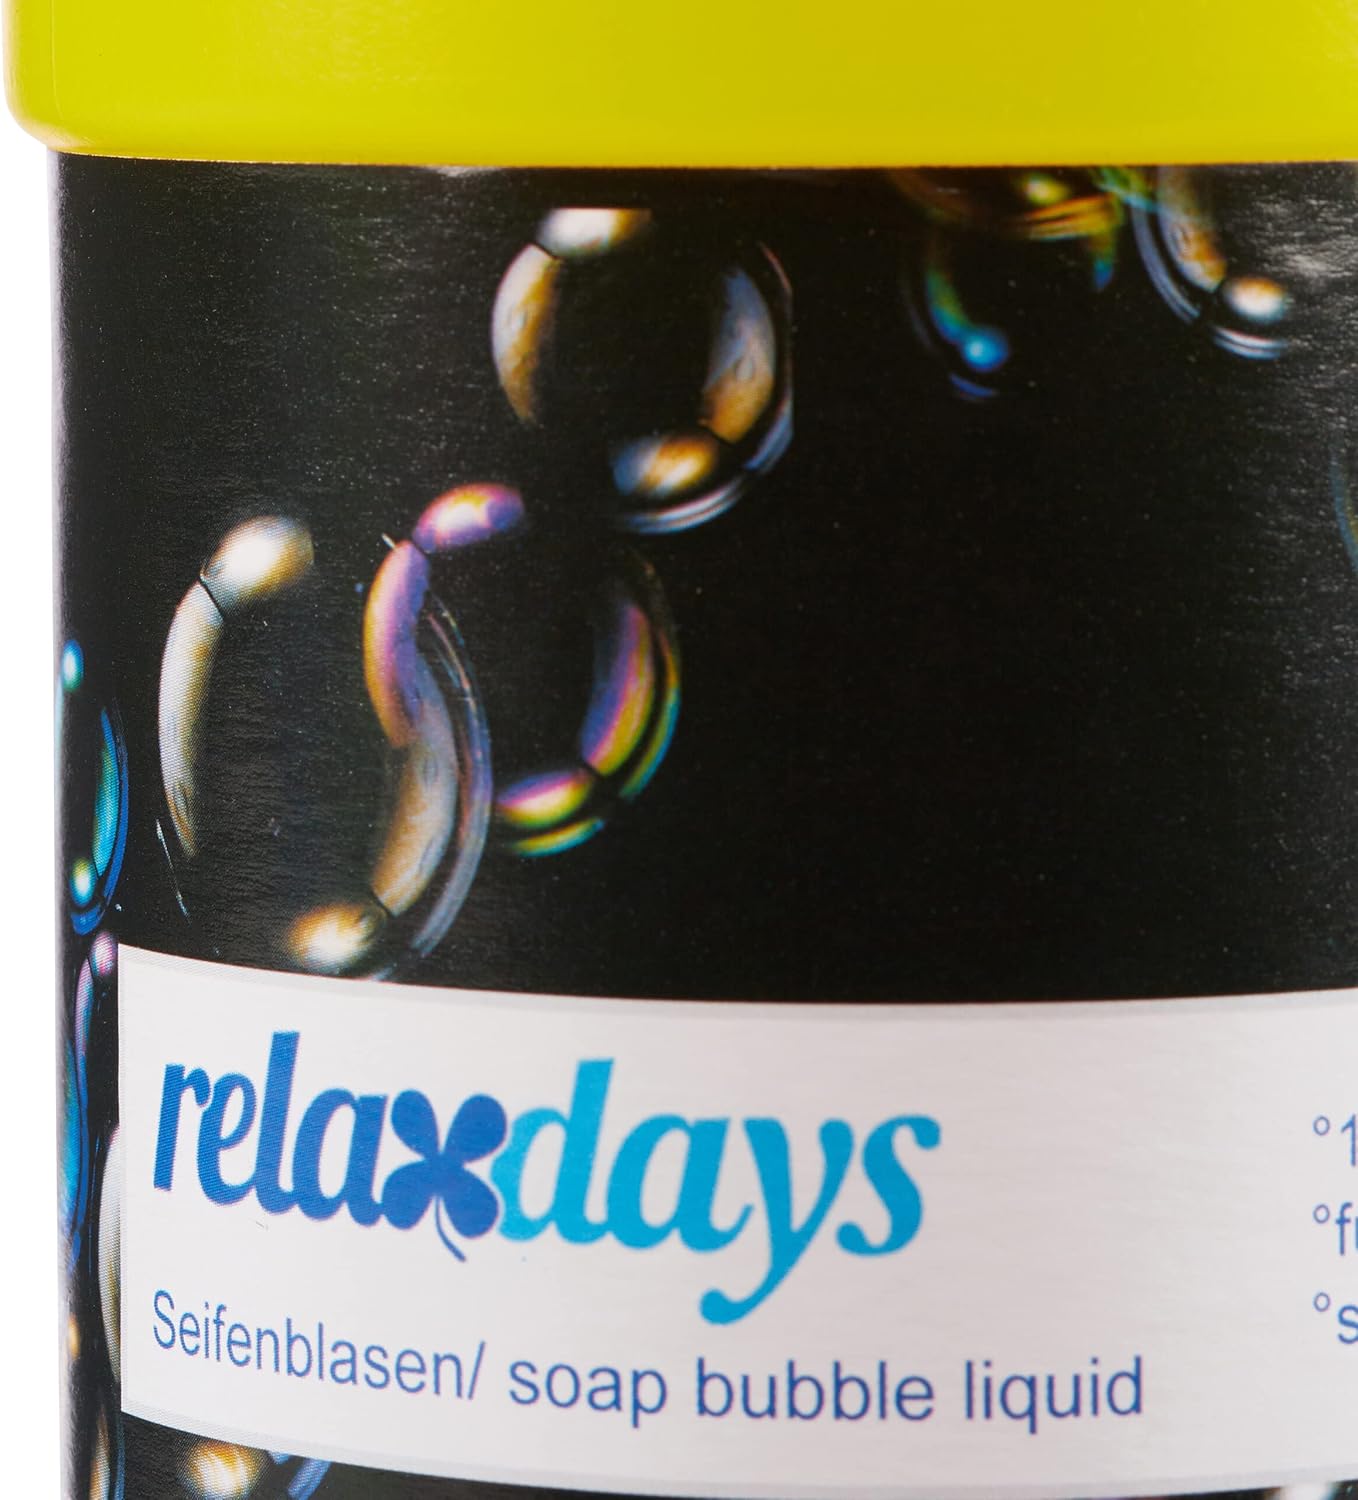 relaxdays
Seifenblasen/ soap bubble liquid